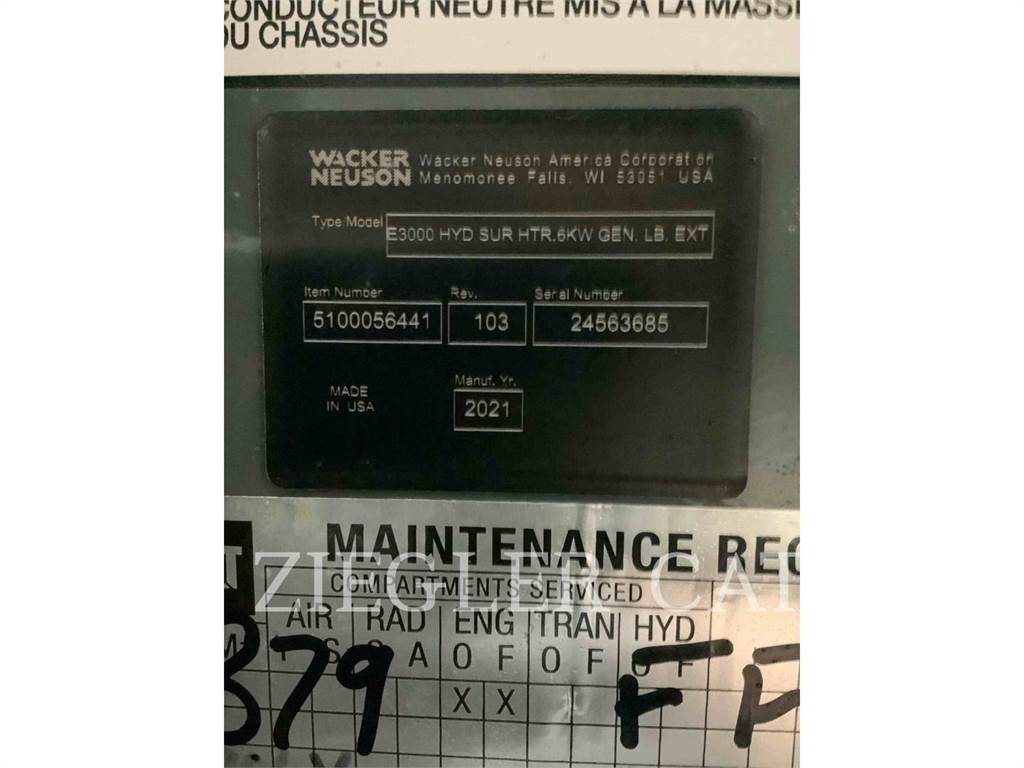 CONDUCTEUR NEUTRE MIS À LA MASSE
DU CHASSIS
WACKER
NEUSON
Wacker Neuson America Corporation
Menomonee Falls, WI 53051 USA
Type Model E3000 HYD SUR HTR.6KW GEN. LB. EXT
Item Number Rev. Serial Number
5100056441 103 24563685
MADE
IN USA
Manuf. Yr.
2021
MAINTENANCE REC
ZIEGLER CAT
COMPARTMENTS SERVICED
AIR RAD ENG TRAN HYD
S A O F O F O F
X X
379 F F